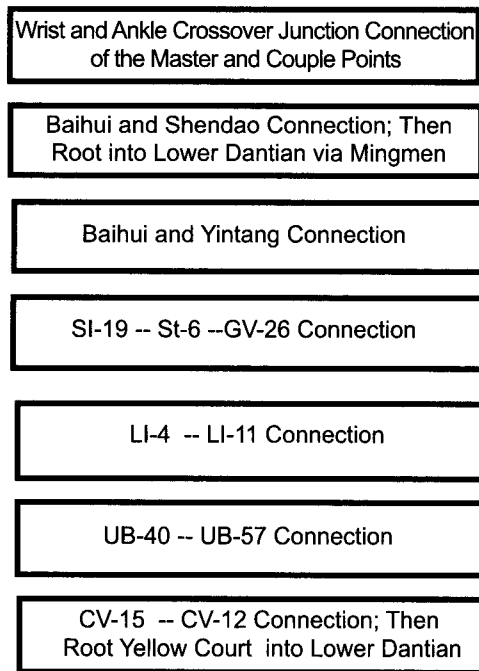 Wrist and Ankle Crossover Junction Connection
of the Master and Couple Points
Baihui and Shendao Connection; Then
Root into Lower Dantian via Mingmen
Baihui and Yintang Connection
SI-19 -- St-6 --GV-26 Connection
LI-4 -- LI-11 Connection
UB-40 -- UB-57 Connection
CV-15 -- CV-12 Connection; Then
Root Yellow Court into Lower Dantian